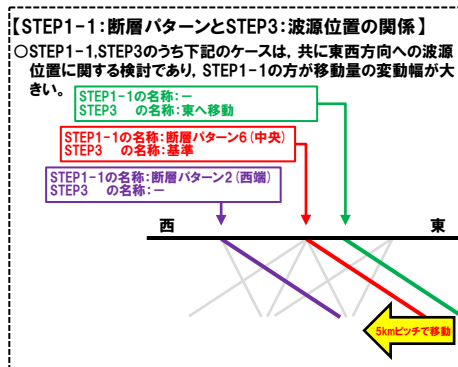 【STEP1-1:断層パターンとSTEP3:波源位置の関係】
○STEP1-1,STEP3のうち下記のケースは,共に東西方向への波源
位置に関する検討であり,STEP1-1の方が移動量の変動幅が大
きい。
STEP1-1の名称:－
STEP3 の名称:東へ移動
STEP1-1の名称:断層パターン6(中央)
STEP3 の名称:基準
STEP1-1の名称:断層パターン2(西端)
STEP3 の名称:－
西 東
5kmピッチで移動